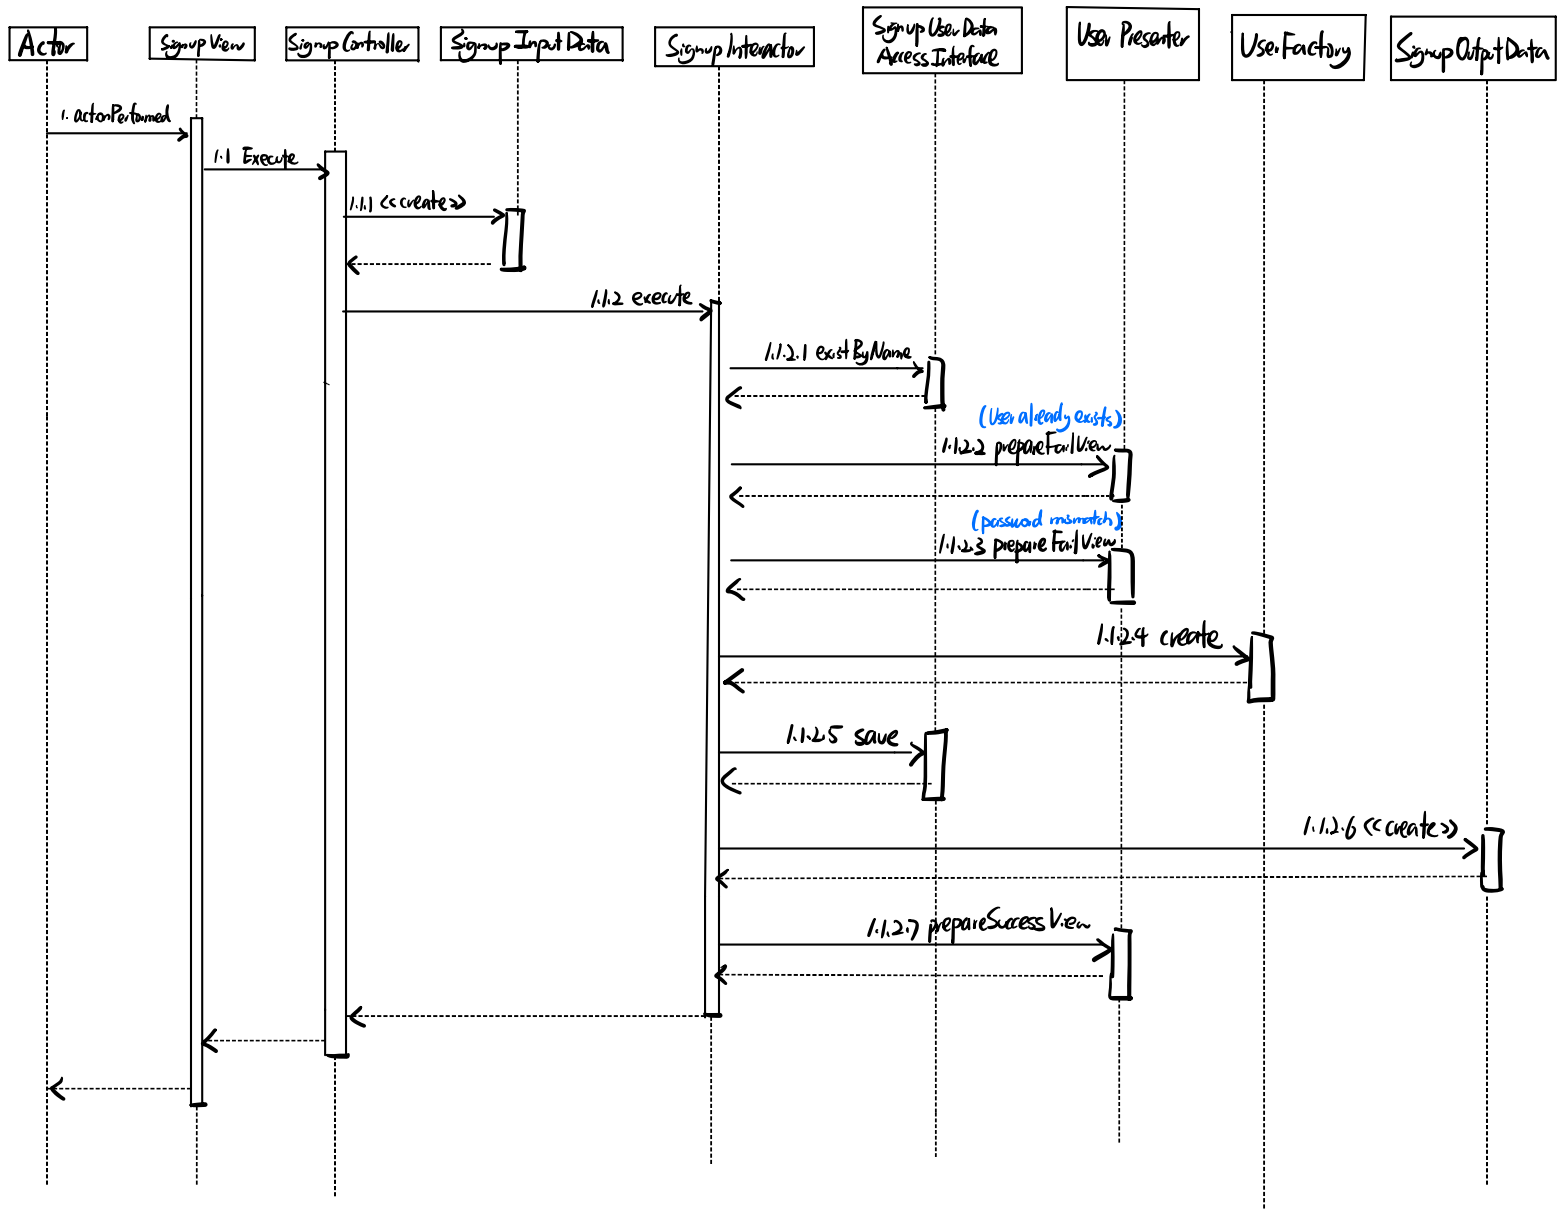 Actor
Signup View
Signup Controller
Signup Input Data
Signup Interactor
Signup User Data
Access Interface
User Presenter
User Factory
Signup Output Data
1. actionPerformed
1.1 Execute
1.1.1 <<create>>
1.1.2 execute
1.1.2.1 existByName
(User already exists)
1.1.2.2 prepareFailView
(password mismatch)
1.1.2.3 prepareFailView
1.1.2.4 create
1.1.2.5 save
1.1.2.6 <<create>>
1.1.2.7 prepareSuccessView